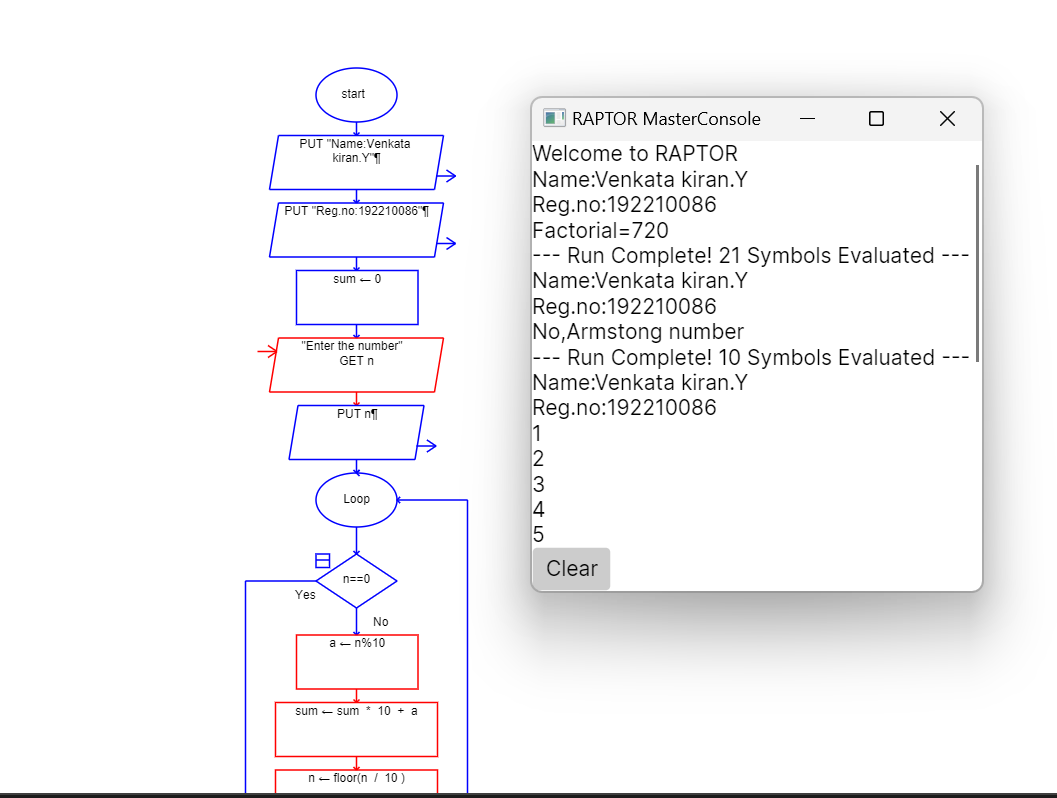 start
PUT "Name:Venkata
kiran.Y"¶
PUT "Reg.no:192210086"¶
sum ← 0
"Enter the number"
GET n
PUT n¶
Loop
n==0
Yes
No
a ← n%10
sum ← sum * 10 + a
n ← floor(n / 10 )
RAPTOR MasterConsole
Welcome to RAPTOR
Name:Venkata kiran.Y
Reg.no:192210086
Factorial=720
--- Run Complete! 21 Symbols Evaluated ---
Name:Venkata kiran.Y
Reg.no:192210086
No,Armstong number
--- Run Complete! 10 Symbols Evaluated ---
Name:Venkata kiran.Y
Reg.no:192210086
1
2
3
4
5
Clear